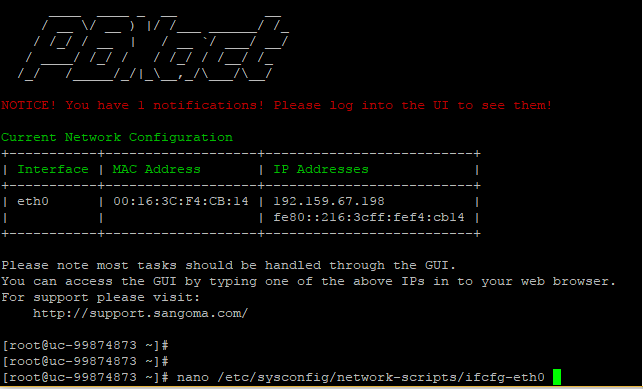 NOTICE! You have 1 notifications! Please log into the UI to see them!
Current Network Configuration
+-----------+-------------------+--------------------------+
| Interface | MAC Address       | IP Addresses             |
+-----------+-------------------+--------------------------+
| eth0      | 00:16:3C:F4:CB:14 | 192.159.67.198           |
|           |                   | fe80::216:3cff:fef4:cb14 |
+-----------+-------------------+--------------------------+
Please note most tasks should be handled through the GUI.
You can access the GUI by typing one of the above IPs in to your web browser.
For support please visit:
    http://support.sangoma.com/
[root@uc-99874873 ~]#
[root@uc-99874873 ~]#
[root@uc-99874873 ~]# nano /etc/sysconfig/network-scripts/ifcfg-eth0